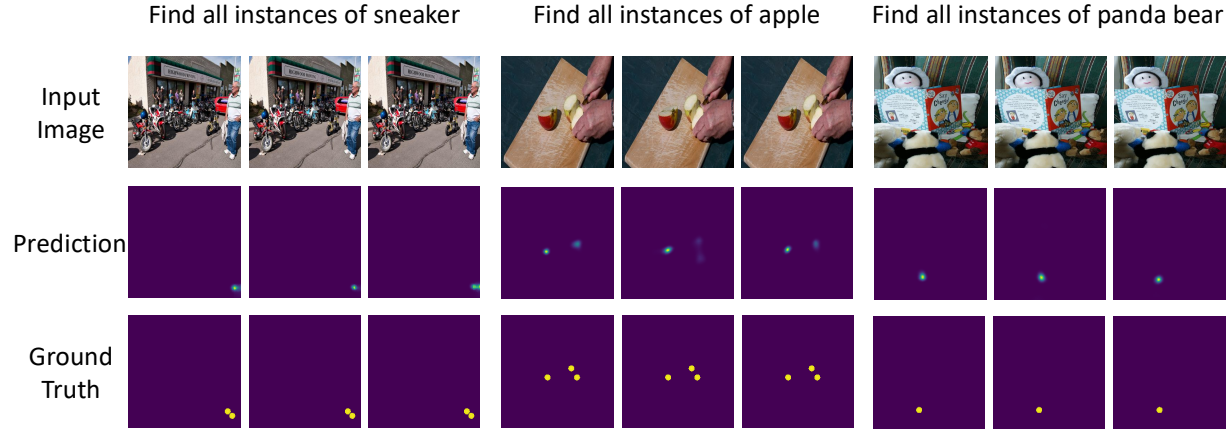 Find all instances of sneaker
Find all instances of apple
Find all instances of panda bear
Input
Image
Prediction
Ground
Truth